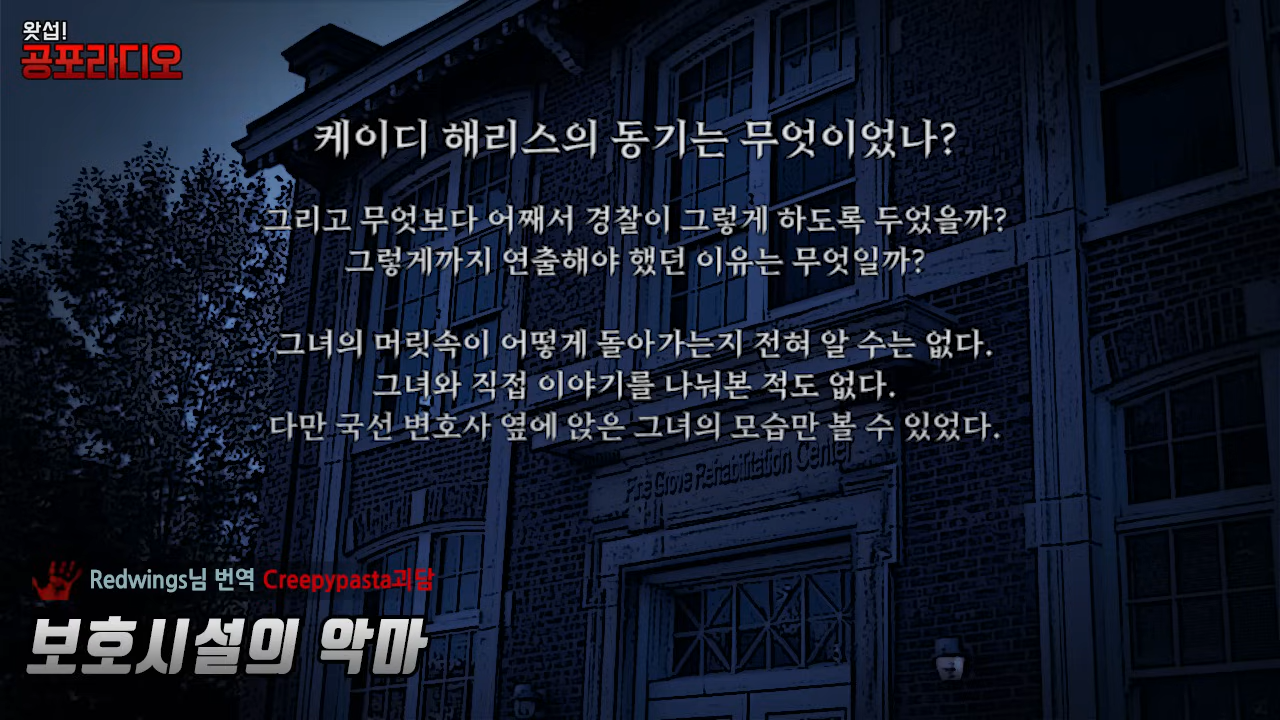 왓섭!
공포라디오
케이디 해리스의 동기는 무엇이었나?
그리고 무엇보다 어째서 경찰이 그렇게 하도록 두었을까?
그렇게까지 연출해야 했던 이유는 무엇일까?
그녀의 머릿속이 어떻게 돌아가는지 전혀 알 수는 없다.
그녀와 직접 이야기를 나눠본 적도 없다.
다만 국선 변호사 옆에 앉은 그녀의 모습만 볼 수 있었다.
Pine Grove Rehabilitation Center
Redwings님 번역 Creepypasta괴담
보호시설의 악마